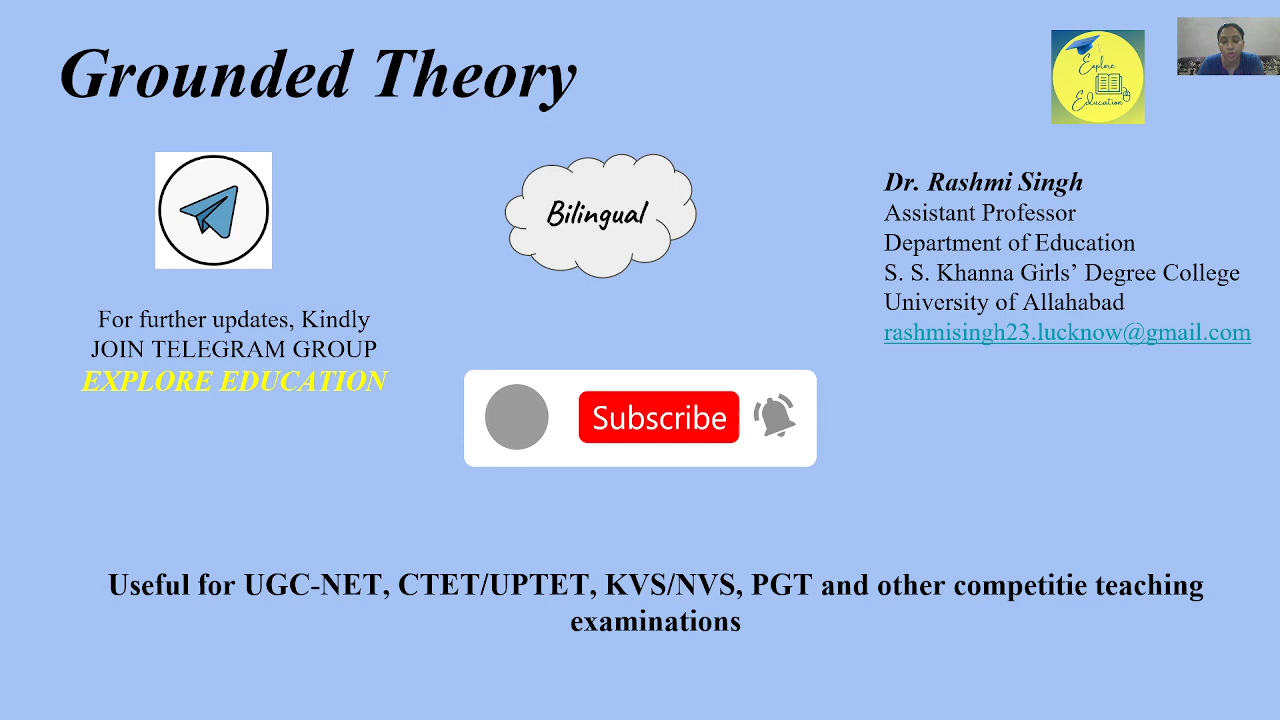 Grounded Theory
Explore
Education
Bilingual
Dr. Rashmi Singh
Assistant Professor
Department of Education
S. S. Khanna Girls’ Degree College
University of Allahabad
rashmisingh23.lucknow@gmail.com
For further updates, Kindly
JOIN TELEGRAM GROUP
EXPLORE EDUCATION
Subscribe
Useful for UGC-NET, CTET/UPTET, KVS/NVS, PGT and other competitie teaching
examinations